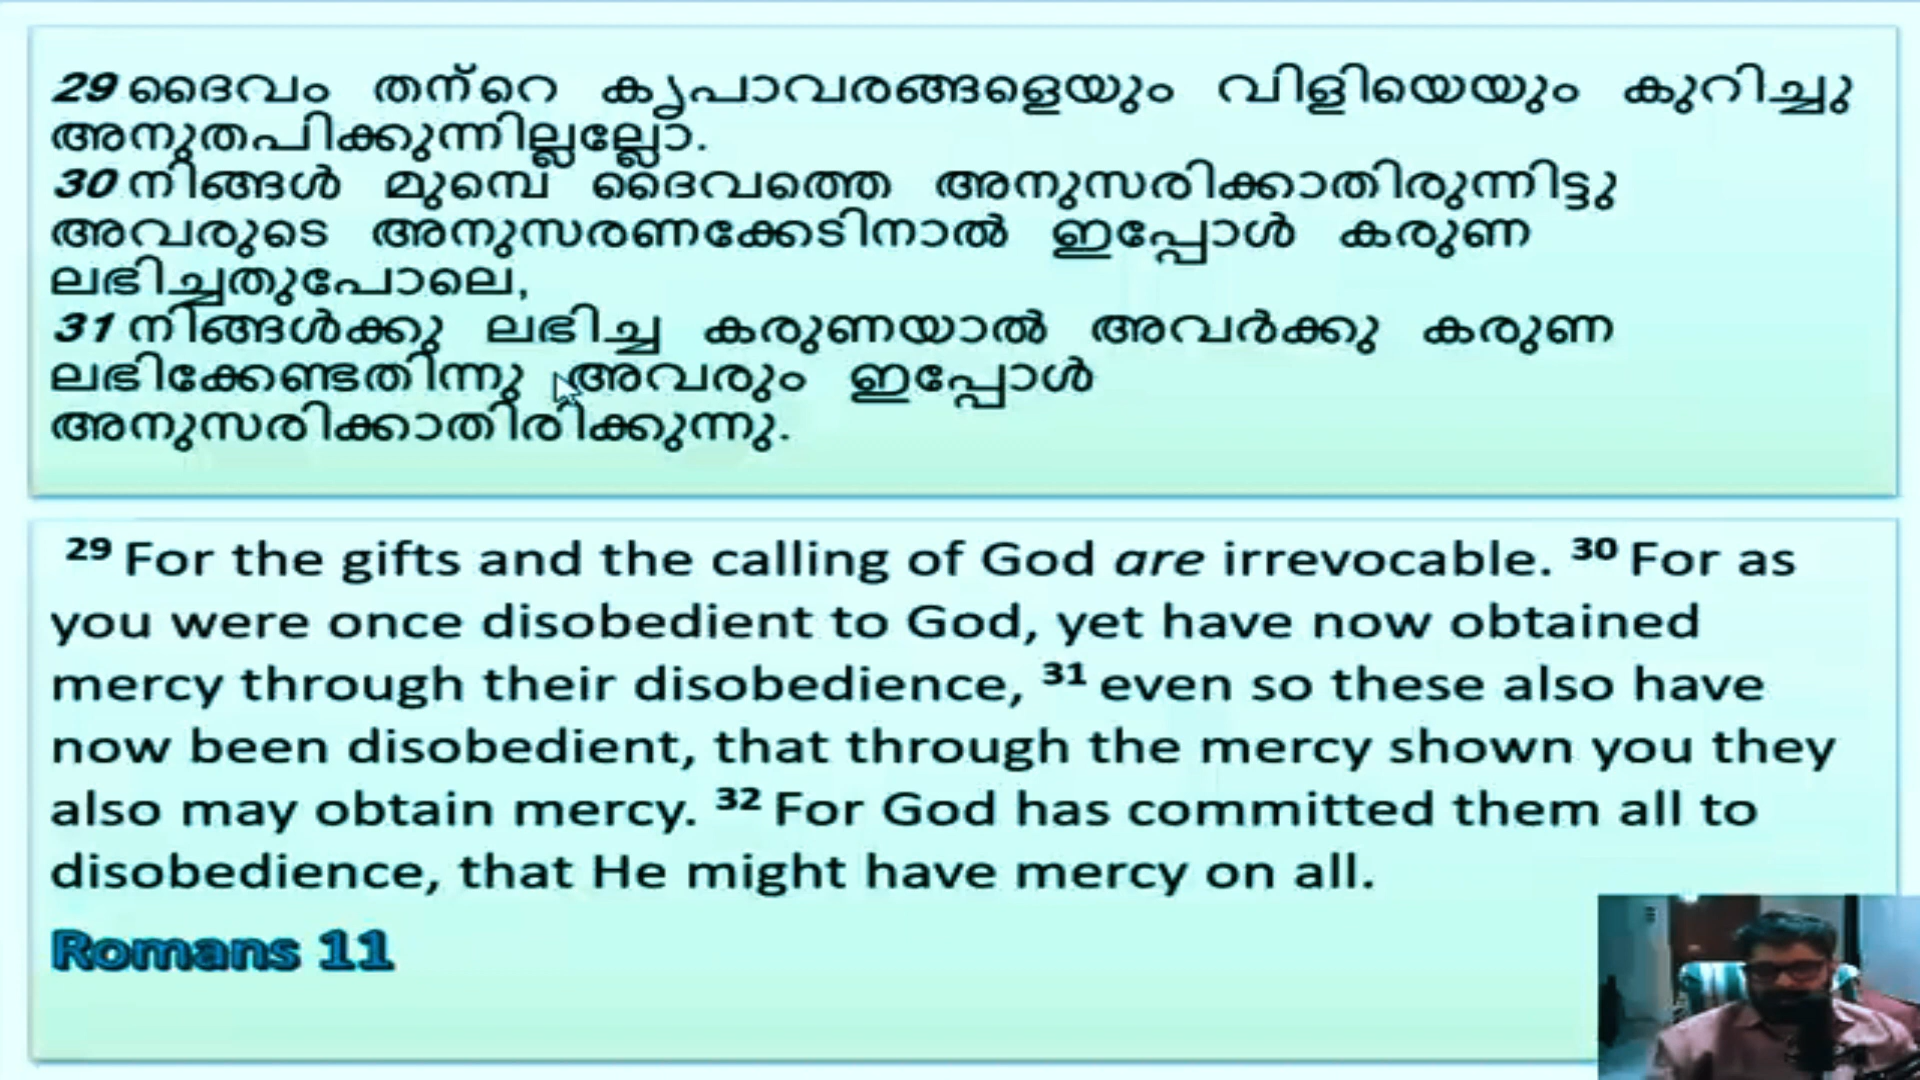 29 ദൈവം തന്റെ കൃപാവരങ്ങളെയും വിളിയെയും കുറിച്ചു
അനുതപിക്കുന്നില്ലല്ലോ.
30 നിങ്ങൾ മുമ്പെ ദൈവത്തെ അനുസരിക്കാതിരുന്നിട്ടു
അവരുടെ അനുസരണക്കേടിനാൽ ഇപ്പോൾ കരുണ
ലഭിച്ചതുപോലെ,
31 നിങ്ങൾക്കു ലഭിച്ച കരുണയാൽ അവർക്കു കരുണ
ലഭിക്കേണ്ടതിന്നു അവരും ഇപ്പോൾ
അനുസരിക്കാതിരിക്കുന്നു.
29 For the gifts and the calling of God are irrevocable. 30 For as
you were once disobedient to God, yet have now obtained
mercy through their disobedience, 31 even so these also have
now been disobedient, that through the mercy shown you they
also may obtain mercy. 32 For God has committed them all to
disobedience, that He might have mercy on all.
Romans 11